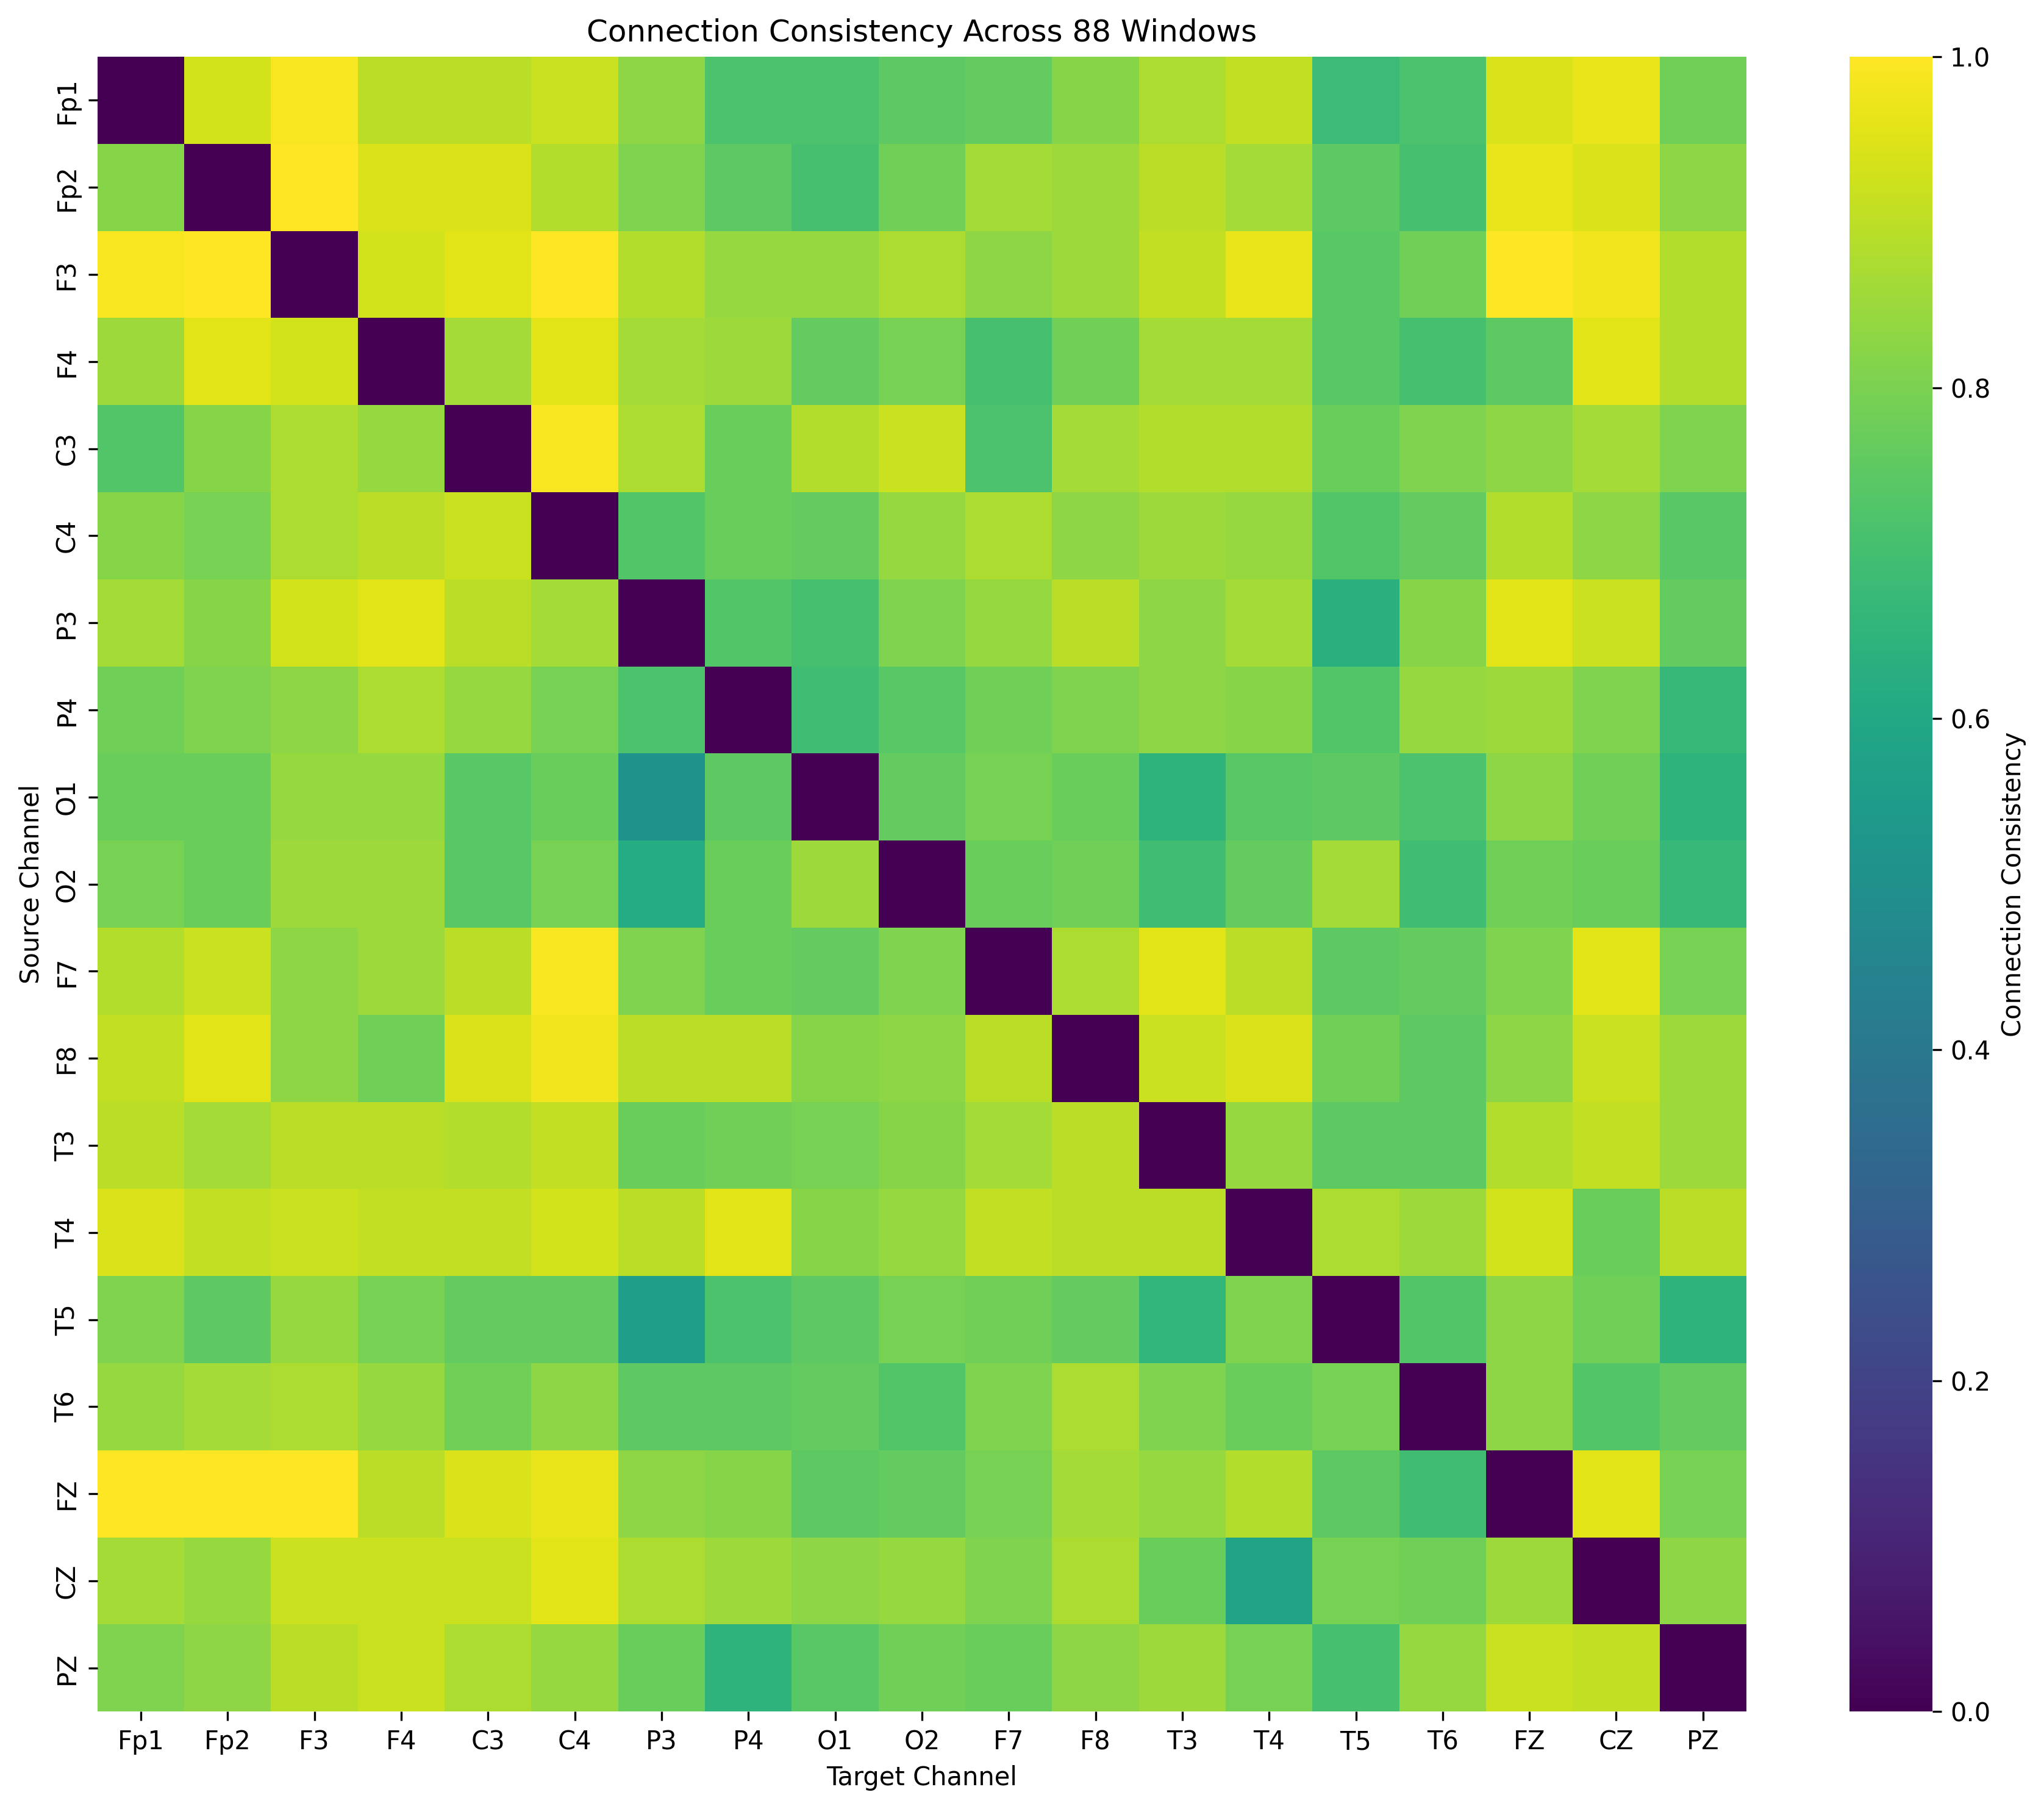 Connection Consistency Across 88 Windows
Source Channel
Fp1
Fp2
F3
F4
C3
C4
P3
P4
O1
O2
F7
F8
T3
T4
T5
T6
FZ
CZ
PZ
Fp1 Fp2 F3 F4 C3 C4 P3 P4 O1 O2 F7 F8 T3 T4 T5 T6 FZ CZ PZ
Target Channel
1.0
0.8
0.6
0.4
0.2
0.0
Connection Consistency